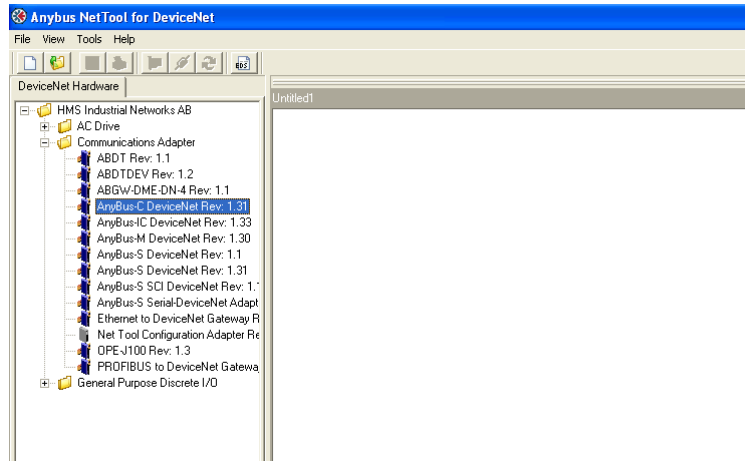 Anybus NetTool for DeviceNet
File View Tools Help
EDS
DeviceNet Hardware
Untitled1
HMS Industrial Networks AB
AC Drive
Communications Adapter
ABDT Rev: 1.1
ABDTDEV Rev: 1.2
ABGW-DME-DN-4 Rev: 1.1
AnyBus-C DeviceNet Rev: 1.31
AnyBus-IC DeviceNet Rev: 1.33
AnyBus-M DeviceNet Rev: 1.30
AnyBus-S DeviceNet Rev: 1.1
AnyBus-S DeviceNet Rev: 1.31
AnyBus-S SCI DeviceNet Rev: 1.
AnyBus-S Serial-DeviceNet Adapt
Ethernet to DeviceNet Gateway R
Net Tool Configuration Adapter Re
OPE-J100 Rev: 1.3
PROFIBUS to DeviceNet Gatewa
General Purpose Discrete I/O